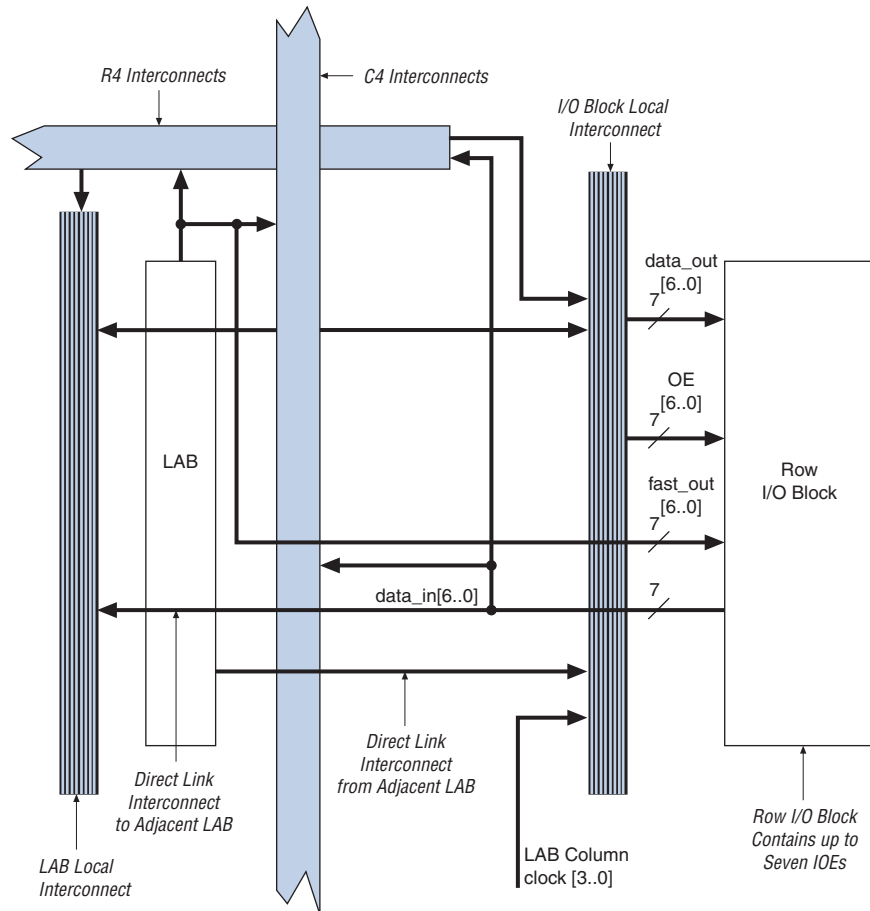 R4 Interconnects
C4 Interconnects
I/O Block Local
Interconnect
data_out
[6..0]
7
OE
[6..0]
7
LAB
Row
I/O Block
fast_out
[6..0]
7
data_in[6..0]
7
Direct Link
Interconnect
to Adjacent LAB
Direct Link
Interconnect
from Adjacent LAB
Row I/O Block
Contains up to
Seven IOEs
LAB Local
Interconnect
LAB Column
clock [3..0]